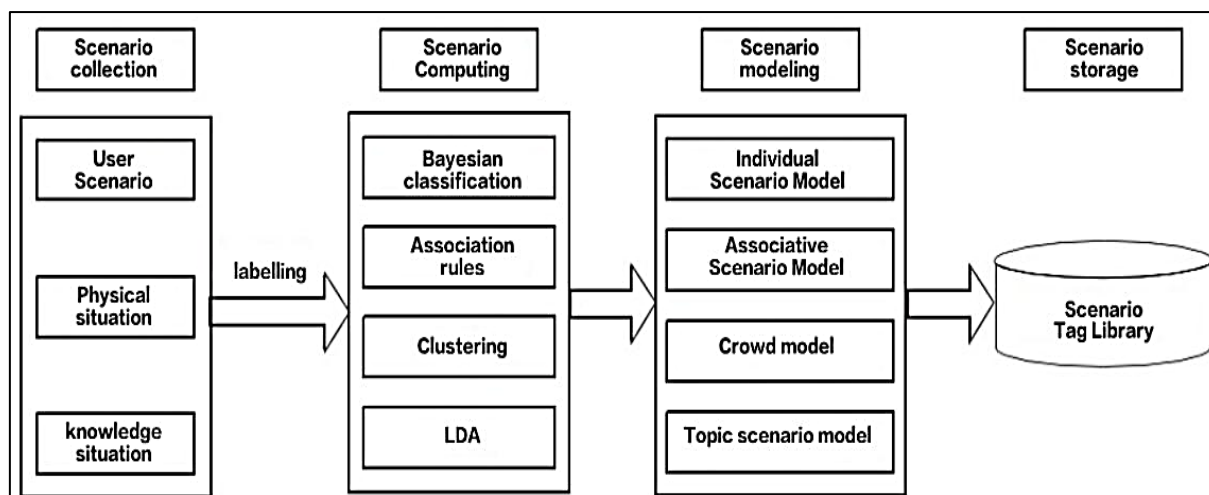 Scenario
collection
Scenario
Computing
Scenario
modeling
Scenario
storage
User
Scenario
Physical
situation
knowledge
situation
labelling
Bayesian
classification
Association
rules
Clustering
LDA
Individual
Scenario Model
Associative
Scenario Model
Crowd model
Topic scenario model
Scenario
Tag Library